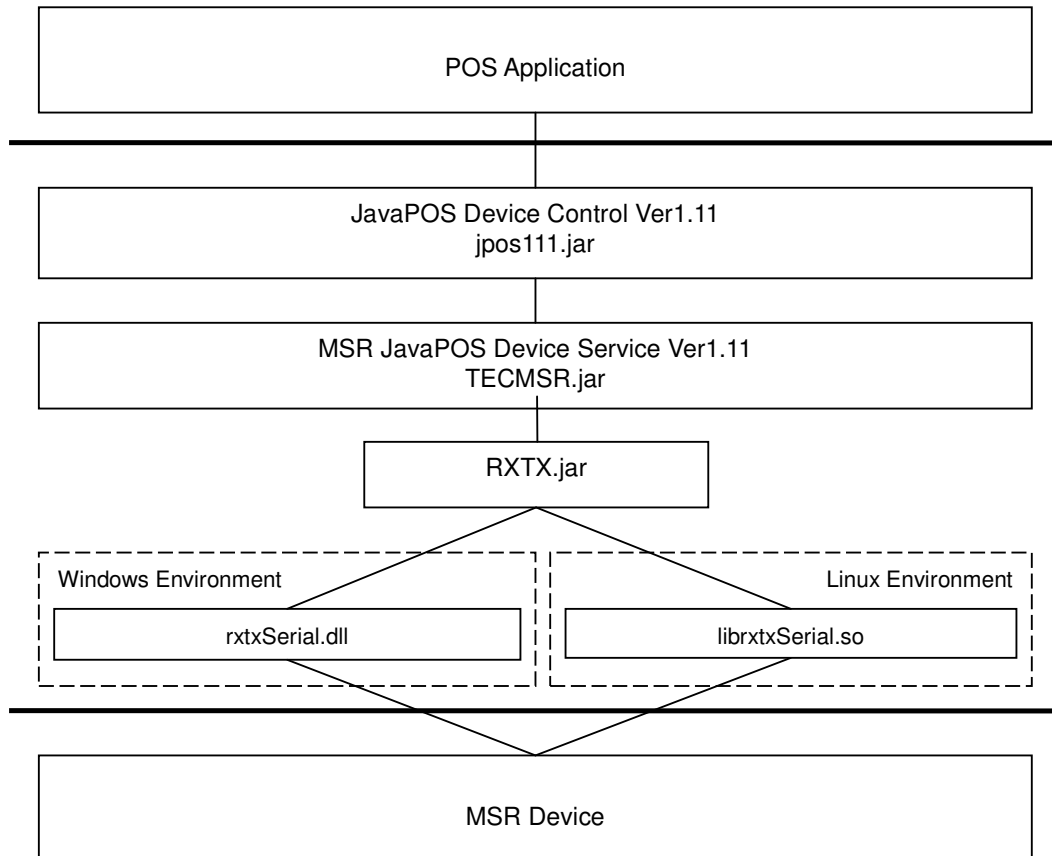 POS Application
JavaPOS Device Control Ver1.11
jpos111.jar
MSR JavaPOS Device Service Ver1.11
TECMSR.jar
RXTX.jar
Windows Environment
Linux Environment
rxtxSerial.dll
librxtxSerial.so
MSR Device